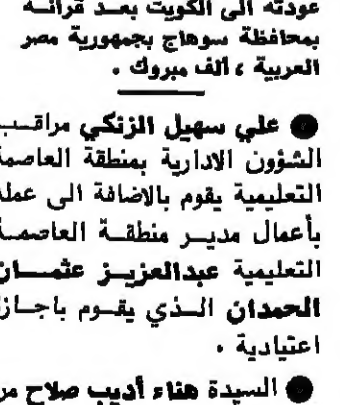 عودته الى الكويت بعد قرانه
بمحافظة سوهاج بجمهورية مصر
العربية ، ألف مبروك .
● علي سهيل الزنكي مراقب
الشؤون الادارية بمنطقة العاصمة
التعليمية يقوم بالاضافة الى عمله
بأعمال مدير منطقة العاصمة
التعليمية عبدالعزيز عثمان
الحمدان الذي يقوم باجازة
اعتيادية .
● السيدة هناء أديب صلاح من